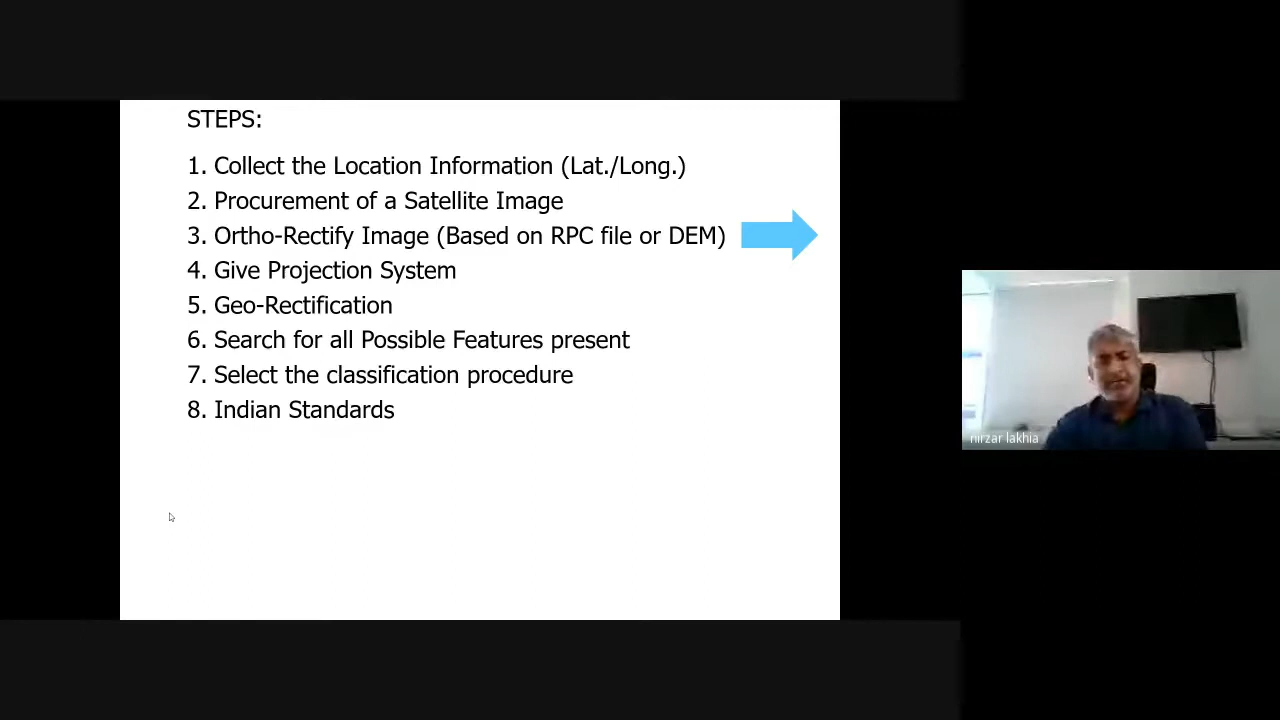 STEPS:
1. Collect the Location Information (Lat./Long.)
2. Procurement of a Satellite Image
3. Ortho-Rectify Image (Based on RPC file or DEM)
4. Give Projection System
5. Geo-Rectification
6. Search for all Possible Features present
7. Select the classification procedure
8. Indian Standards
nirzar lakhia